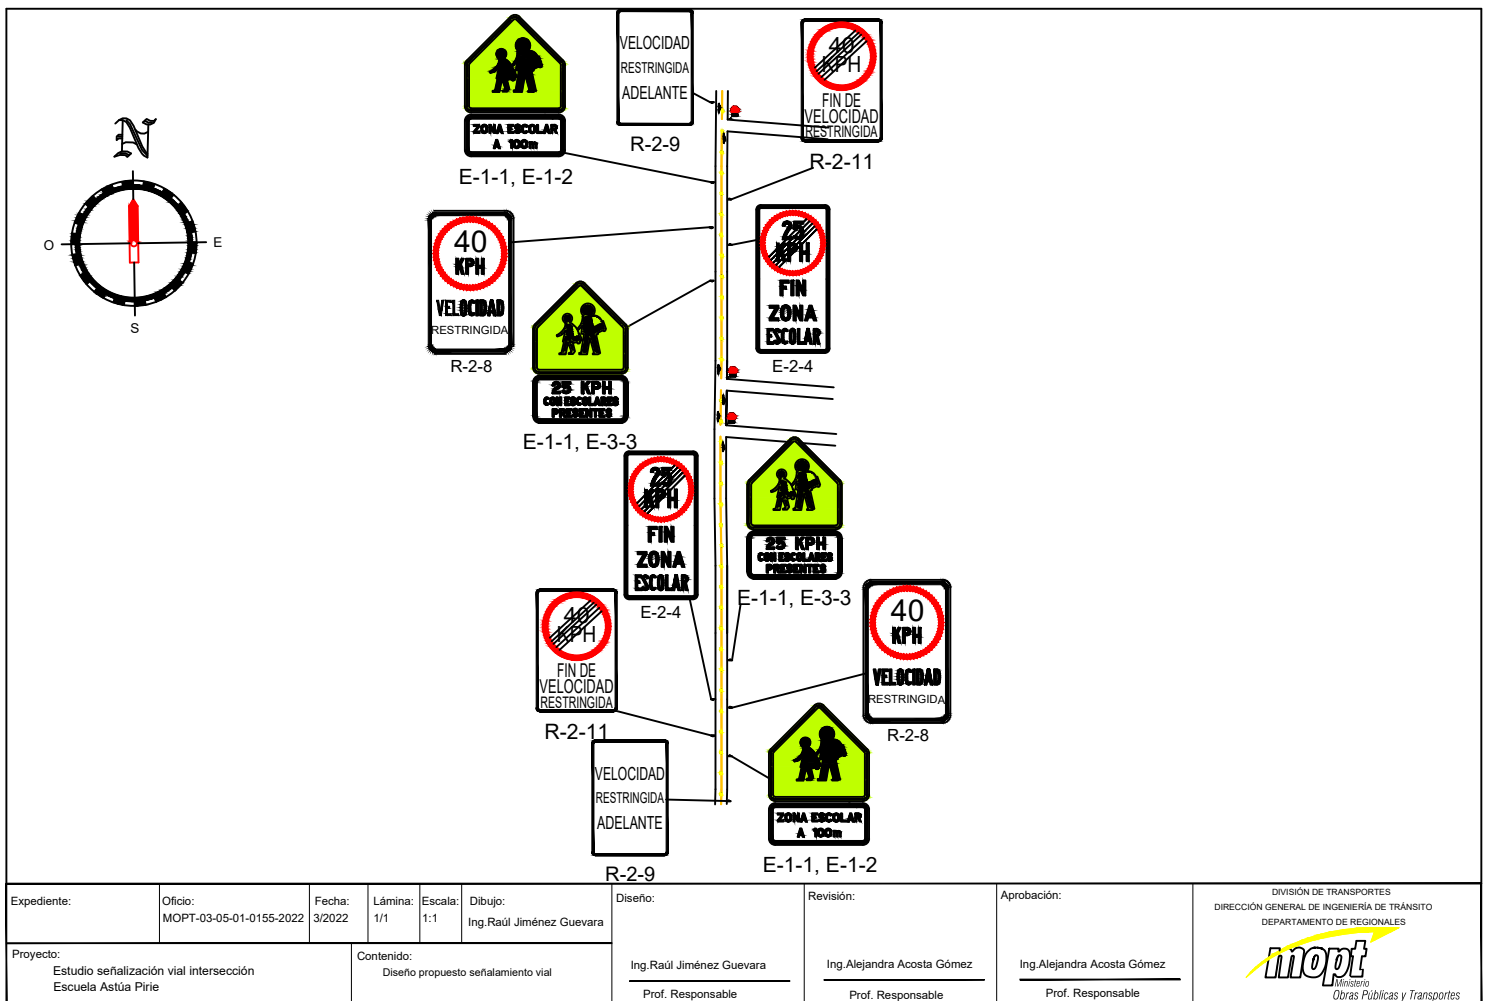 N
O
E
S
ZONA ESCOLAR
A 100m
E-1-1, E-1-2
VELOCIDAD
RESTRINGIDA
ADELANTE
R-2-9
40
KPH
FIN DE
VELOCIDAD
RESTRINGIDA
R-2-11
40
KPH
VELOCIDAD
RESTRINGIDA
R-2-8
25
KPH
FIN
ZONA
ESCOLAR
E-2-4
25 KPH
CON ESCOLARES
PRESENTES
E-1-1, E-3-3
25
KPH
FIN
ZONA
ESCOLAR
E-2-4
25 KPH
CON ESCOLARES
PRESENTES
E-1-1, E-3-3
40
KPH
FIN DE
VELOCIDAD
RESTRINGIDA
R-2-11
40
KPH
VELOCIDAD
RESTRINGIDA
R-2-8
VELOCIDAD
RESTRINGIDA
ADELANTE
R-2-9
ZONA ESCOLAR
A 100m
E-1-1, E-1-2
Expediente:
Oficio:
MOPT-03-05-01-0155-2022
Fecha:
3/2022
Lámina:
1/1
Escala:
1:1
Dibujo:
Ing.Raúl Jiménez Guevara
Proyecto:
Estudio señalización vial intersección
Escuela Astúa Pirie
Contenido:
Diseño propuesto señalamiento vial
Diseño:
Ing.Raúl Jiménez Guevara
Prof. Responsable
Revisión:
Ing.Alejandra Acosta Gómez
Prof. Responsable
Aprobación:
Ing.Alejandra Acosta Gómez
Prof. Responsable
DIVISIÓN DE TRANSPORTES
DIRECCIÓN GENERAL DE INGENIERÍA DE TRÁNSITO
DEPARTAMENTO DE REGIONALES
mopt
Ministerio
Obras Públicas y Transportes